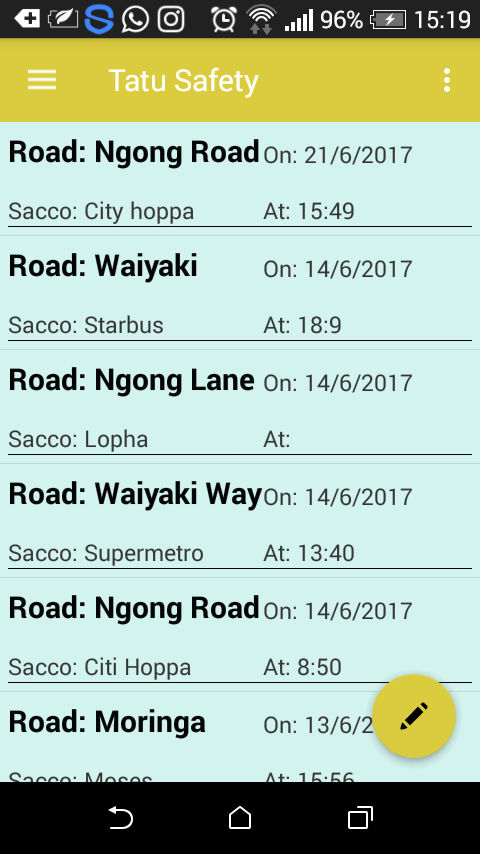 96% 15:19
Tatu Safety
Road: Ngong Road On: 21/6/2017
Sacco: City hoppa At: 15:49
Road: Waiyaki On: 14/6/2017
Sacco: Starbus At: 18:9
Road: Ngong Lane On: 14/6/2017
Sacco: Lopha At:
Road: Waiyaki Way On: 14/6/2017
Sacco: Supermetro At: 13:40
Road: Ngong Road On: 14/6/2017
Sacco: Citi Hoppa At: 8:50
Road: Moringa On: 13/6/2
Sacco: Moses At: 15:56